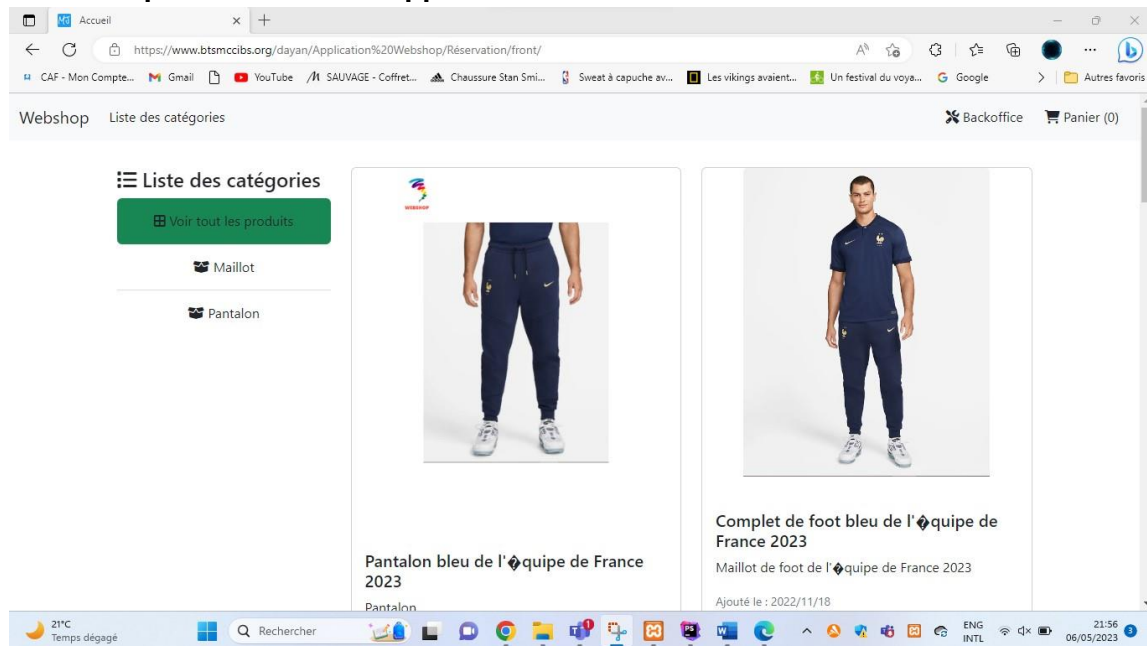 Accueil
https://www.btsmccibs.org/dayan/Application%20Webshop/Réservation/front/
CAF - Mon Compte...
Gmail
YouTube
SAUVAGE - Coffret...
Chaussure Stan Smi...
Sweat à capuche av...
Les vikings avaient...
Un festival du voya...
Google
Autres favoris
Webshop
Liste des catégories
Backoffice
Panier (0)
Liste des catégories
Voir tout les produits
Maillot
Pantalon
WEBSHOP
Pantalon bleu de l'�quipe de France
2023
Pantalon
Complet de foot bleu de l'�quipe de
France 2023
Maillot de foot de l'�quipe de France 2023
Ajouté le : 2022/11/18
21°C
Temps dégagé
Rechercher
ENG
INTL
21:56
06/05/2023
3